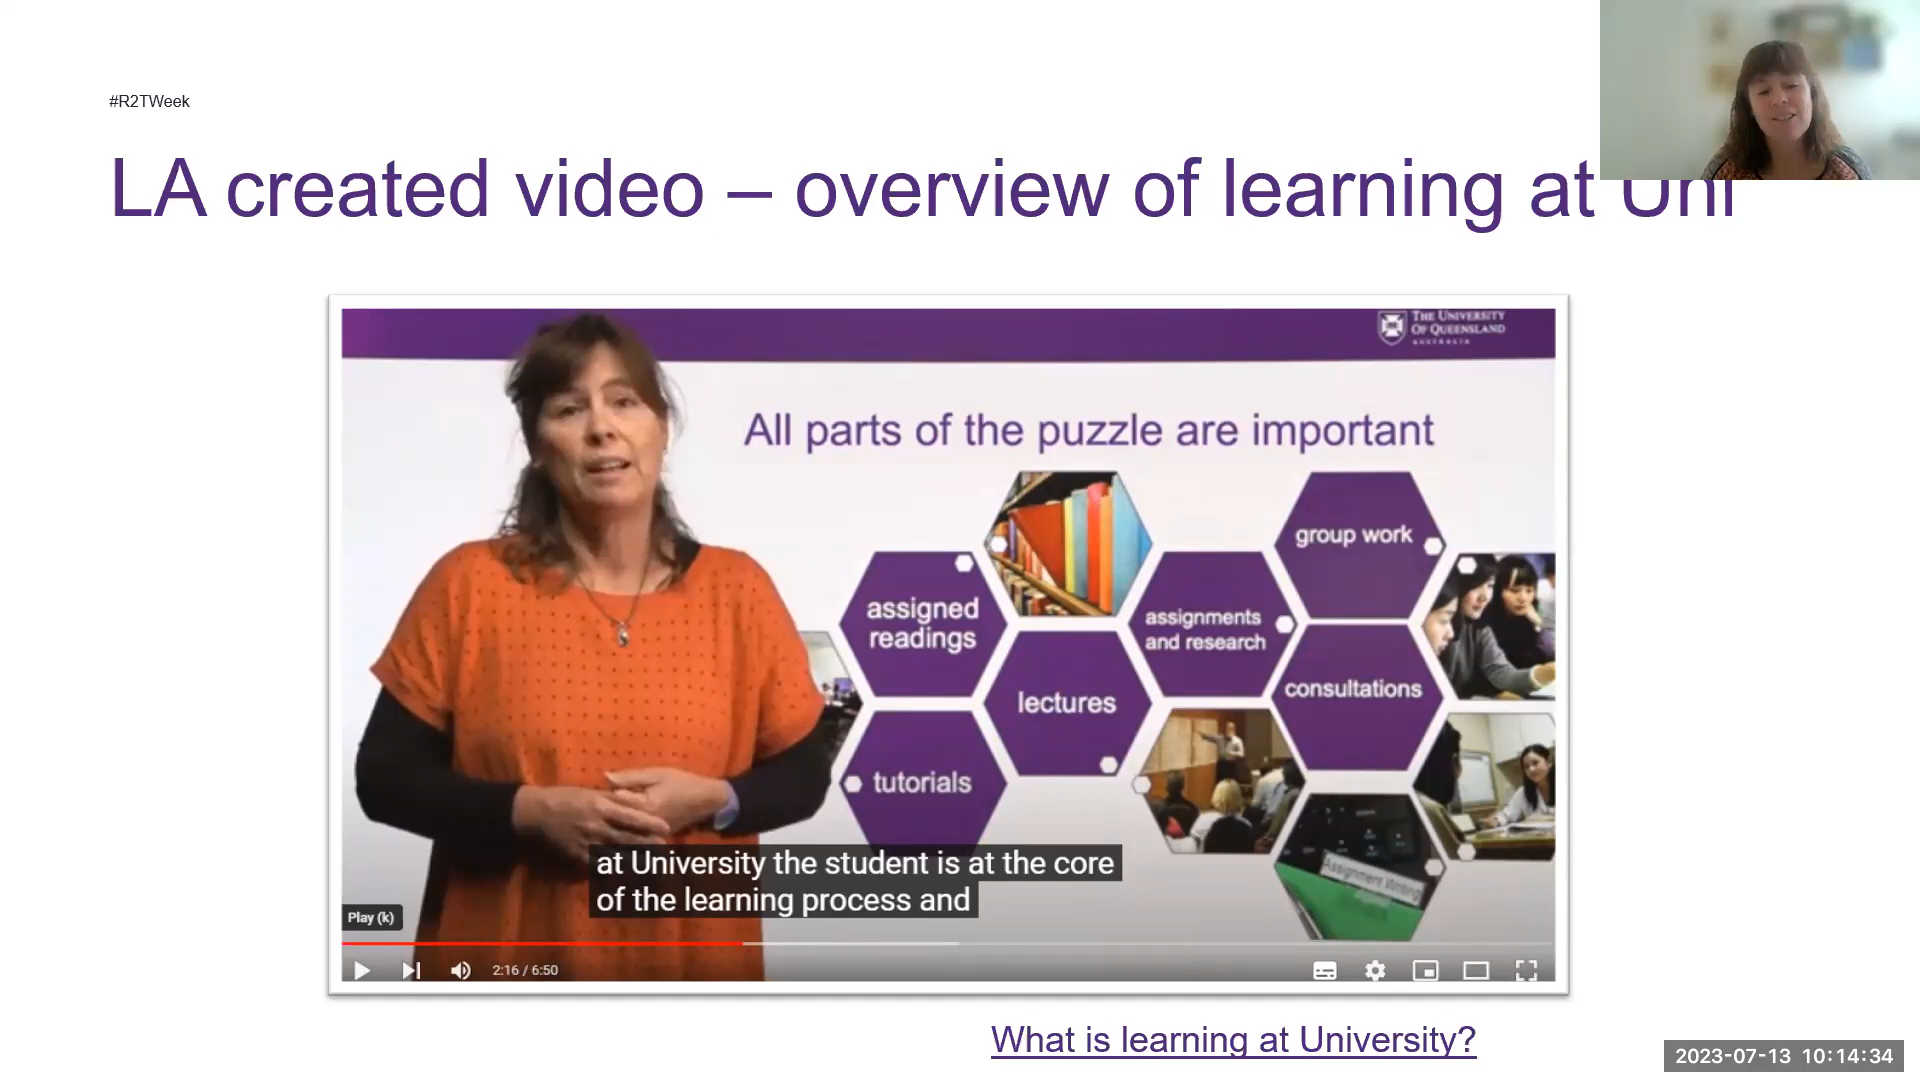 #R2TWeek
LA created video – overview of learning at Uni
THE UNIVERSITY
OF QUEENSLAND
AUSTRALIA
All parts of the puzzle are important
group work
assigned
readings
assignments
and research
lectures
consultations
tutorials
Assignment Writing
at University the student is at the core
of the learning process and
Play (k)
2:16 / 6:50
What is learning at University?
2023-07-13 10:14:34